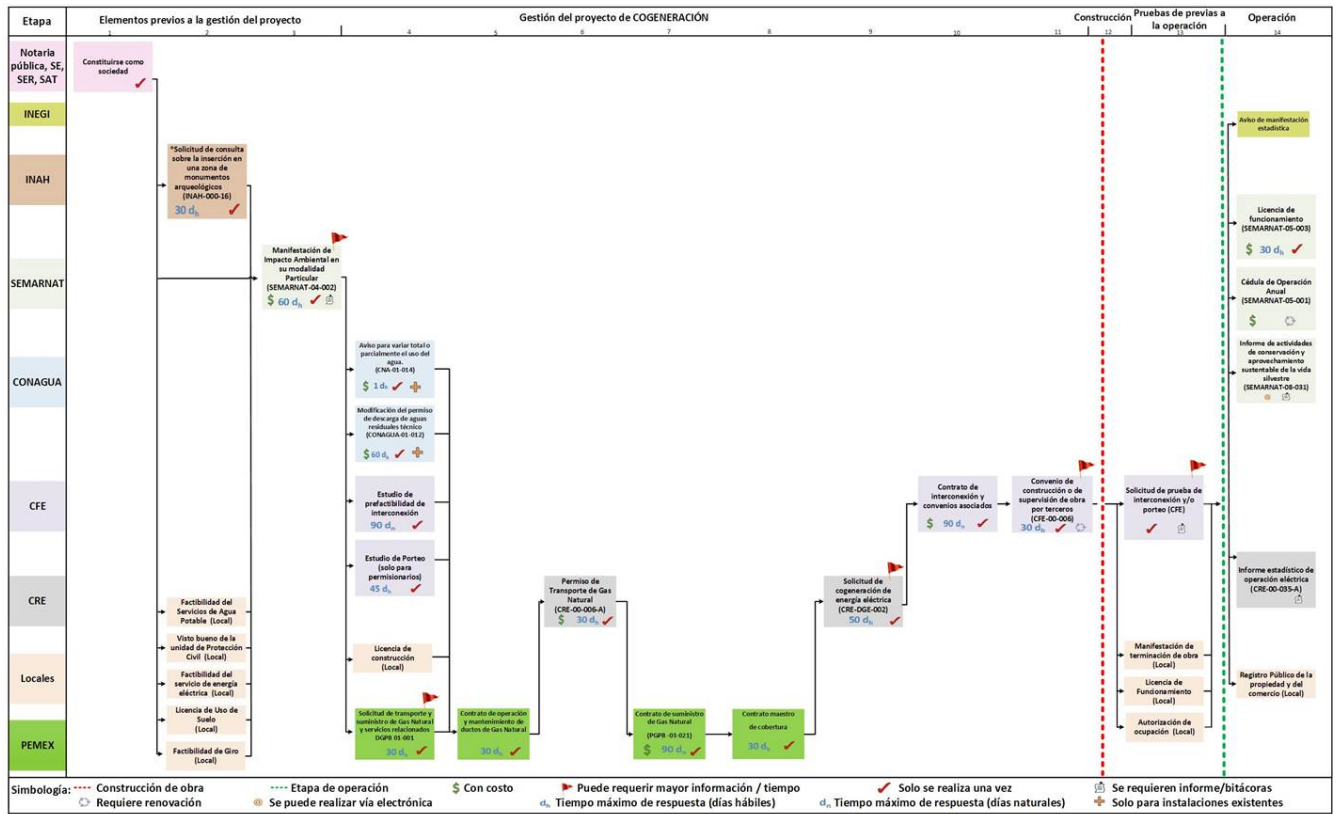 Etapa
Elementos previos a la gestión del proyecto
Gestión del proyecto de COGENERACIÓN
Construcción
Pruebas de previas a
la operación
Operación
1
2
3
4
5
6
7
8
9
10
11
12
13
14
Notaria
pública, SE,
SER, SAT
Constituirse como
sociedad
INEGI
Aviso de manifestación
estadística
INAH
*Solicitud de consulta
sobre la inserción en
una zona de
monumentos
arqueológicos
(INAH-000-16)
30 dh
Licencia de
funcionamiento
(SEMARNAT-05-003)
$ 30 dh
SEMARNAT
Manifestación de
Impacto Ambiental en
su modalidad
Particular
(SEMARNAT-04-002)
$ 60 dh
Cédula de Operación
Anual
(SEMARNAT-05-001)
$
Informe de actividades
de conservación y
aprovechamiento
sustentable de la vida
silvestre
(SEMARNAT-08-031)
@
CONAGUA
Aviso para variar total o
parcialmente el uso del
agua.
(CNA-01-014)
$ 1 dh
Modificación del permiso
de descarga de aguas
residuales técnico
(CONAGUA-01-012)
$ 60 dh
CFE
Estudio de
prefactibilidad de
interconexión
90 dn
Estudio de Porteo
(solo para
permisionarios)
45 dh
Contrato de
interconexión y
convenios asociados
$ 90 dn
Convenio de
construcción o de
supervisión de obra
por terceros
(CFE-00-006)
30 dh
Solicitud de prueba de
interconexión y/o
porteo (CFE)
CRE
Permiso de
Transporte de Gas
Natural
(CRE-00-006-A)
$ 30 dh
Solicitud de
cogeneración de
energía eléctrica
(CRE-DGE-002)
50 dh
Informe estadístico de
operación eléctrica
(CRE-00-035-A)
Locales
Factibilidad del
Servicios de Agua
Potable (Local)
Visto bueno de la
unidad de Protección
Civil (Local)
Factibilidad del
servicio de energía
eléctrica (Local)
Licencia de Uso de
Suelo
(Local)
Factibilidad de Giro
(Local)
Licencia de
construcción
(Local)
Manifestación de
terminación de obra
(Local)
Licencia de
Funcionamiento
(Local)
Autorización de
ocupación (Local)
Registro Público de la
propiedad y del
comercio (Local)
PEMEX
Solicitud de transporte y
suministro de Gas Natural
y servicios relacionados
DGPB 01-001
30 dh
Contrato de operación
y mantenimiento de
ductos de Gas Natural
30 dh
Contrato de suministro
de Gas Natural
(PGPB -03-021)
$ 90 dn
Contrato maestro
de cobertura
30 dh
Simbología:
Construcción de obra
Etapa de operación
$ Con costo
Puede requerir mayor información / tiempo
Solo se realiza una vez
Se requieren informe/bitácoras
Requiere renovación
@ Se puede realizar vía electrónica
dh Tiempo máximo de respuesta (días hábiles)
dn Tiempo máximo de respuesta (días naturales)
Solo para instalaciones existentes